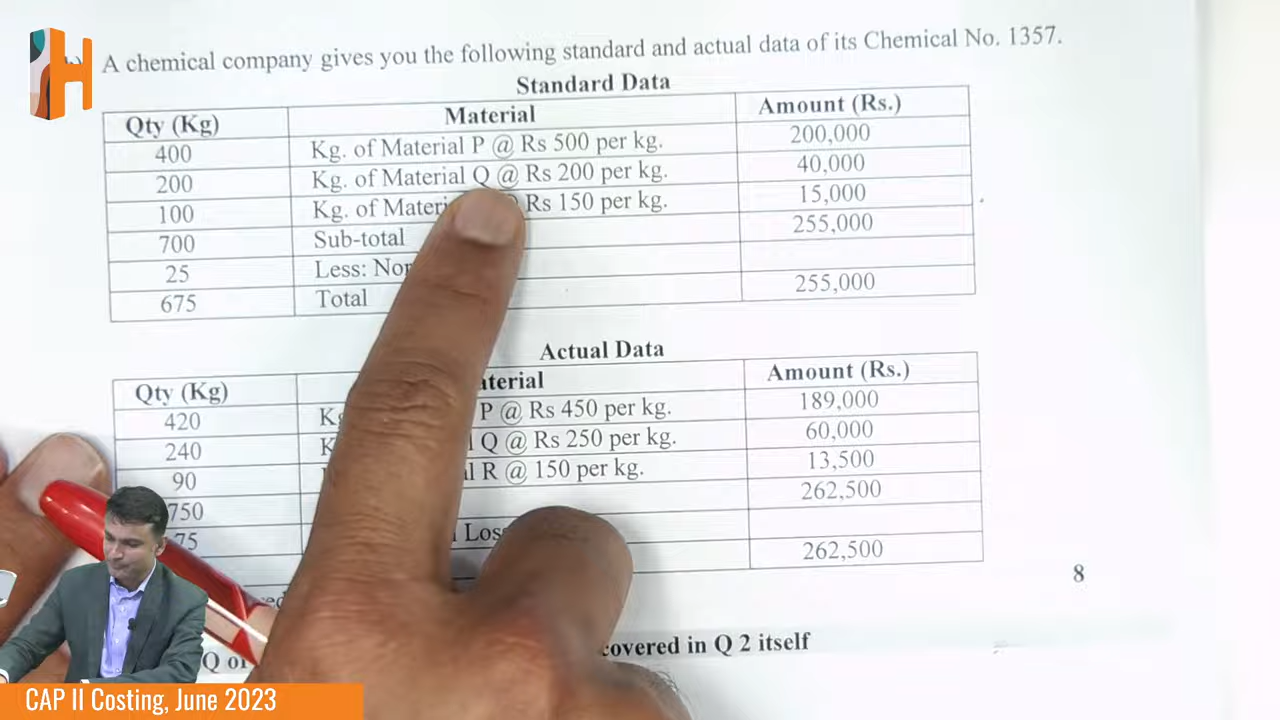 H
A chemical company gives you the following standard and actual data of its Chemical No. 1357.
Standard Data
Qty (Kg) Material Amount (Rs.)
400 Kg. of Material P @ Rs 500 per kg. 200,000
200 Kg. of Material Q @ Rs 200 per kg. 40,000
100 Kg. of Rs 150 per kg. 15,000
700 Sub-total 255,000
25 Less:
675 Total 255,000
Actual Data
Qty (Kg) Amount (Rs.)
420 P @ Rs 450 per kg. 189,000
240 Q @ Rs 250 per kg. 60,000
90 R @ 150 per kg. 13,500
750 262,500
75
262,500
8
in Q 2 itself
CAP II Costing, June 2023